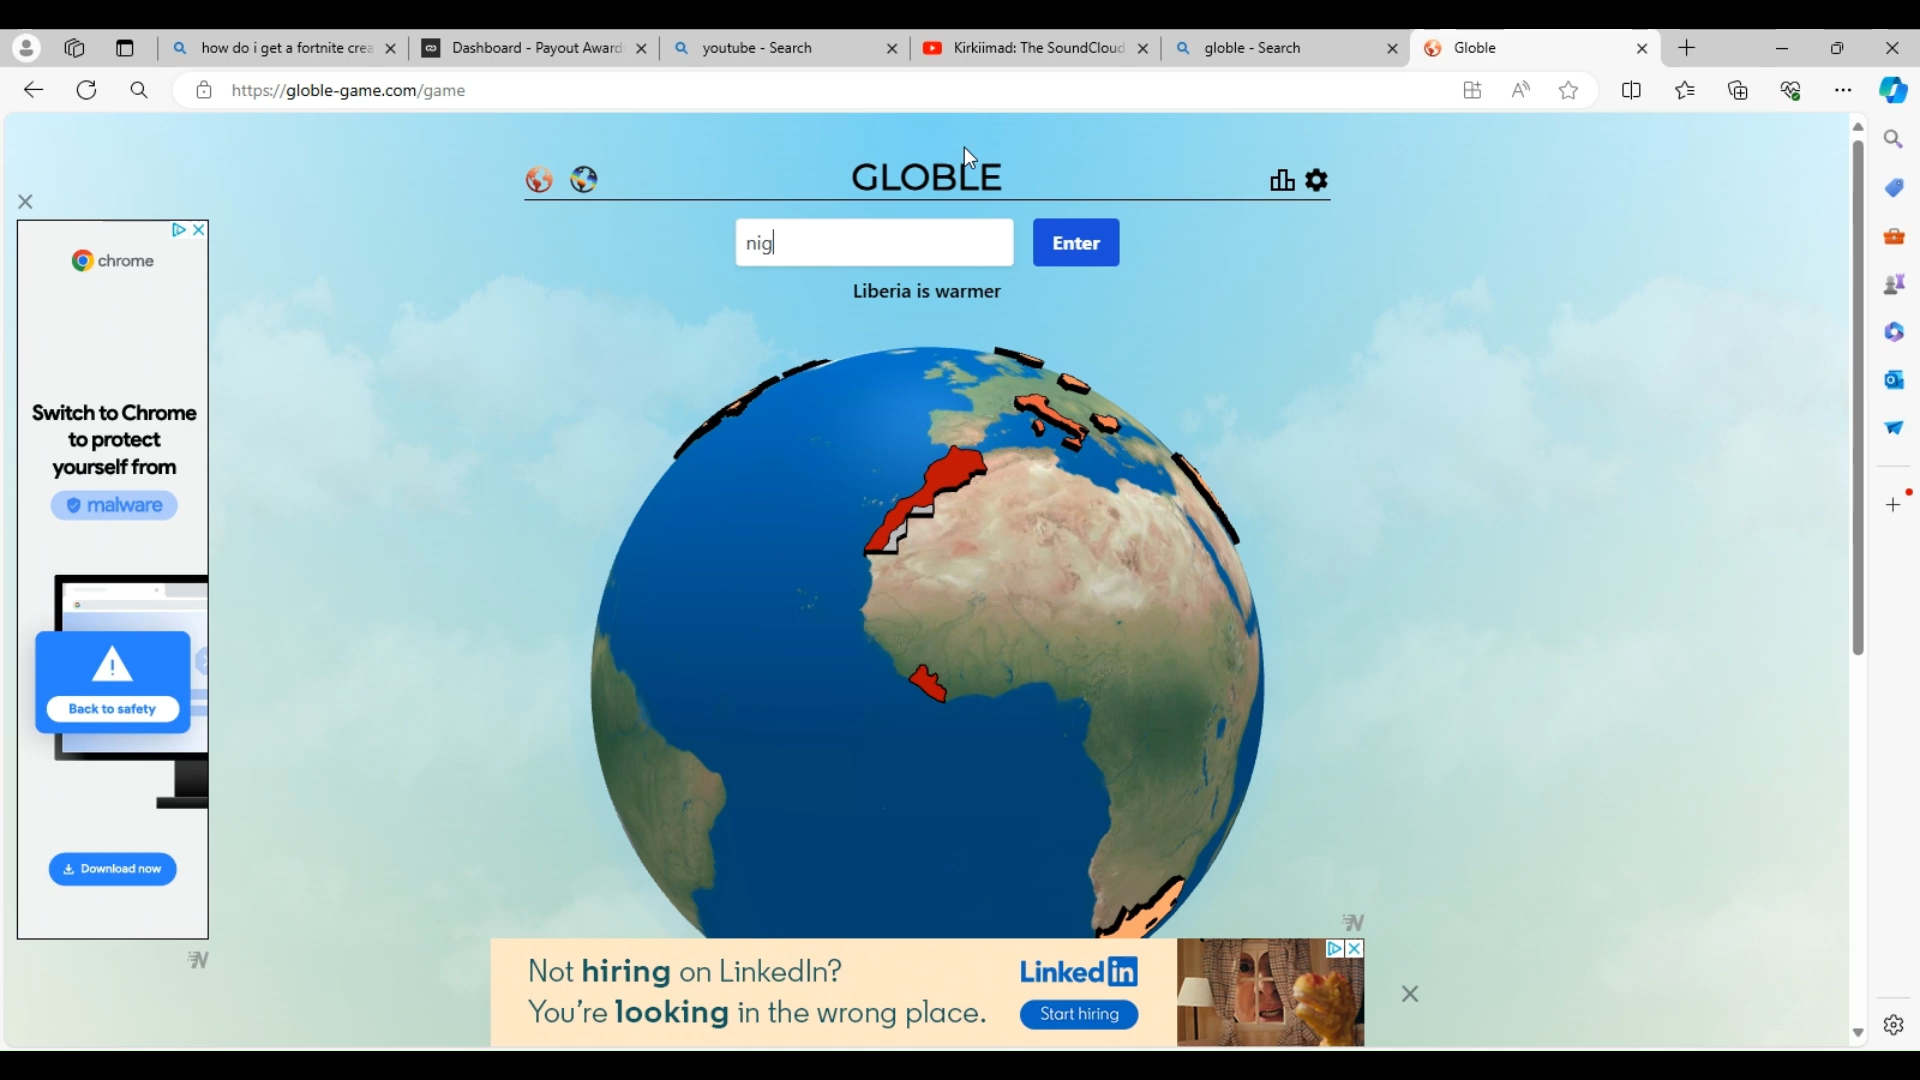 how do i get a fortnite crea
Dashboard - Payout Award
youtube - Search
Kirkiimad: The SoundCloud
globle - Search
Globle
https://globle-game.com/game
GLOBLE
nig
Enter
Liberia is warmer
chrome
Switch to Chrome
to protect
yourself from
malware
Back to safety
Download now
Not hiring on LinkedIn?
You're looking in the wrong place.
LinkedIn
Start hiring